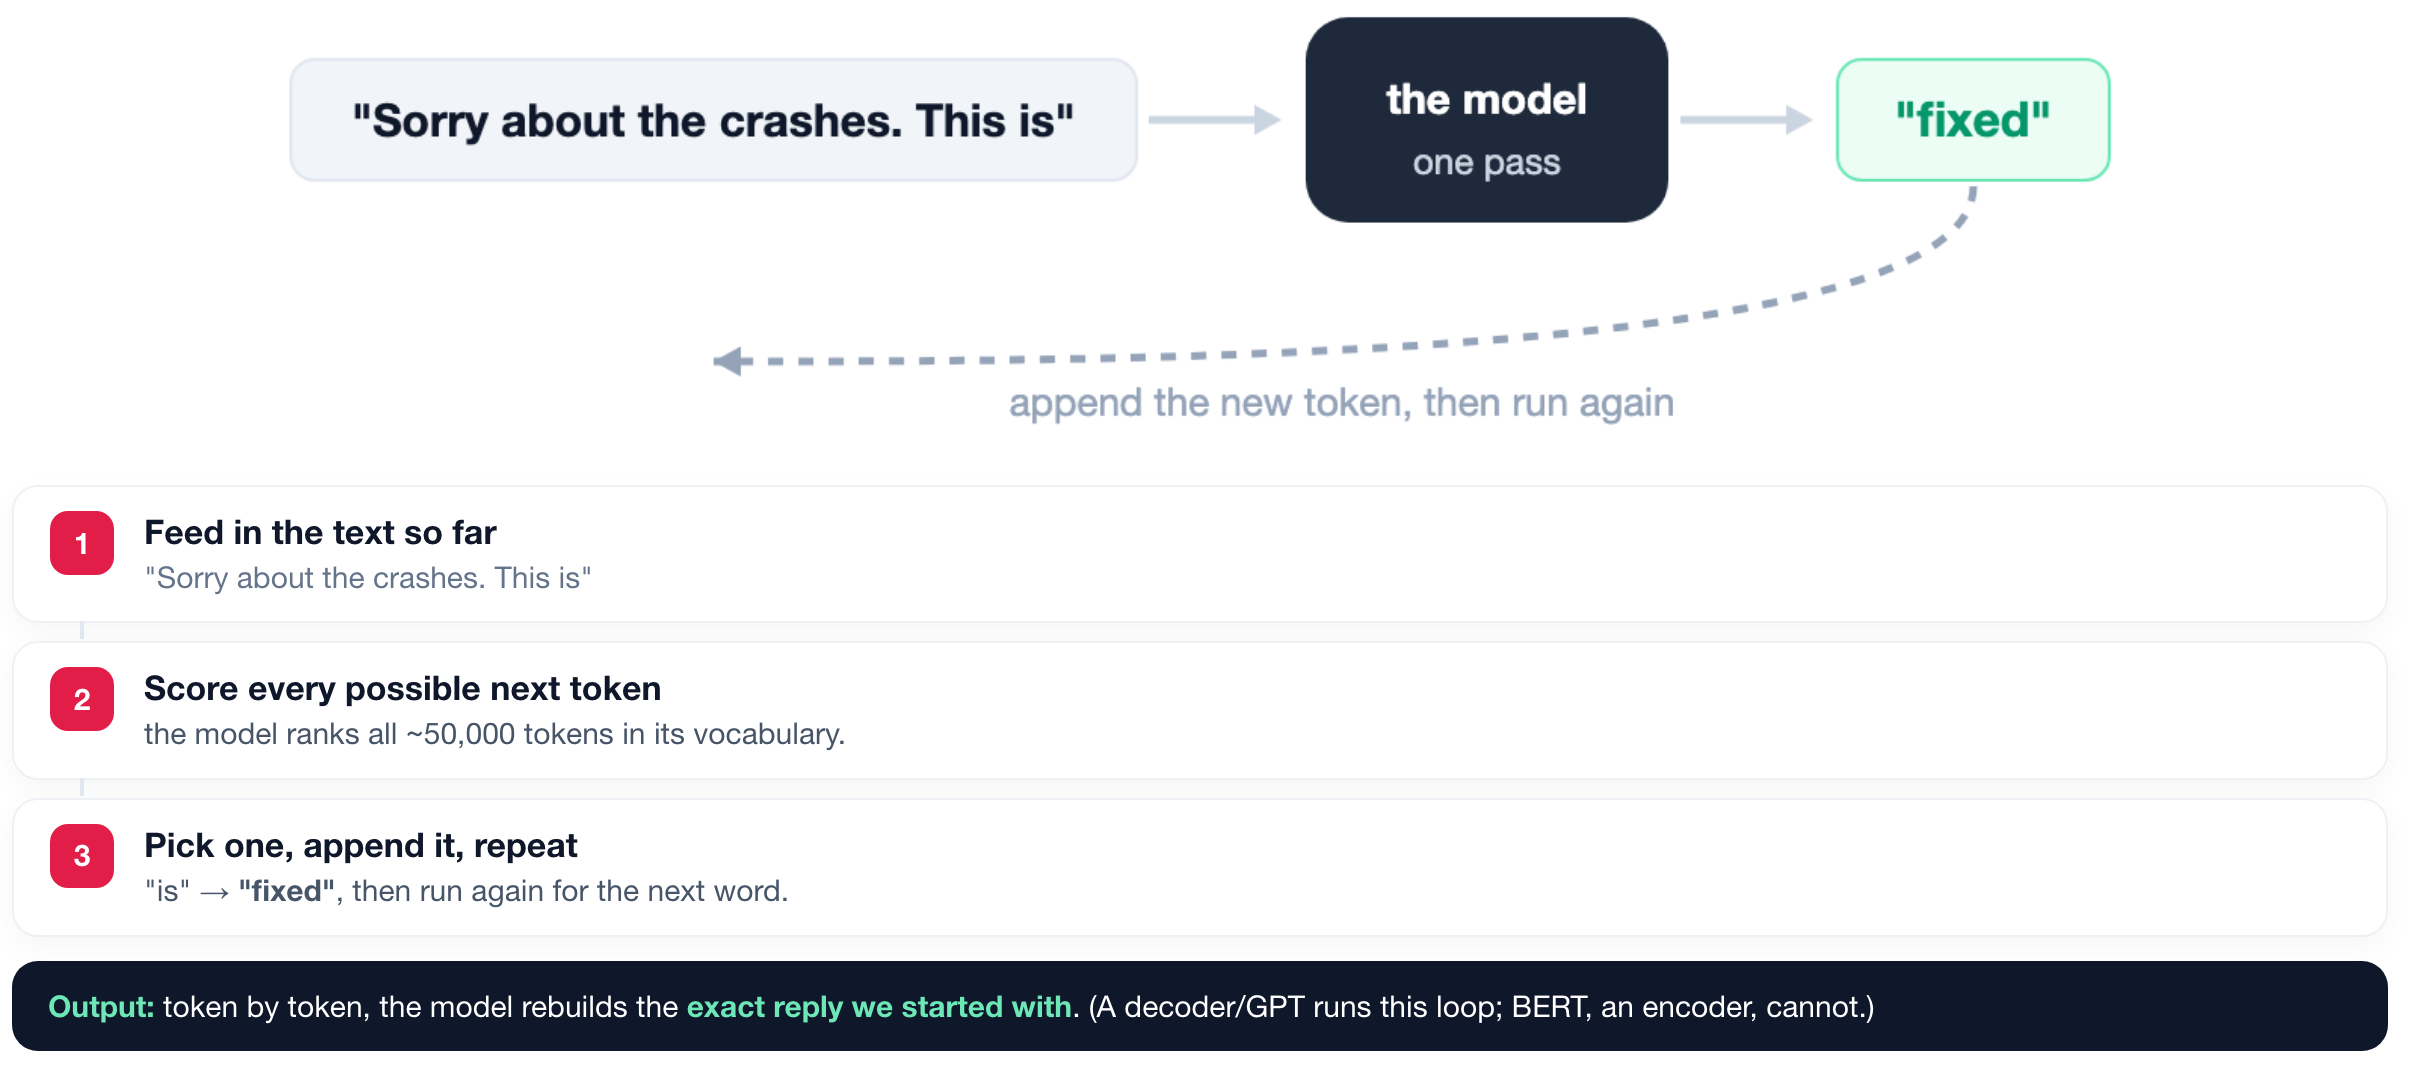 "Sorry about the crashes. This is"
the model
one pass
"fixed"
append the new token, then run again
1
Feed in the text so far
"Sorry about the crashes. This is"
2
Score every possible next token
the model ranks all ~50,000 tokens in its vocabulary.
3
Pick one, append it, repeat
"is" → "fixed", then run again for the next word.
Output: token by token, the model rebuilds the exact reply we started with. (A decoder/GPT runs this loop; BERT, an encoder, cannot.)